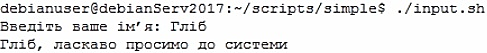 debianuser@debianServ2017:~/scripts/simple$ ./input.sh
Введіть ваше ім’я: Гліб
Гліб, ласкаво просимо до системи